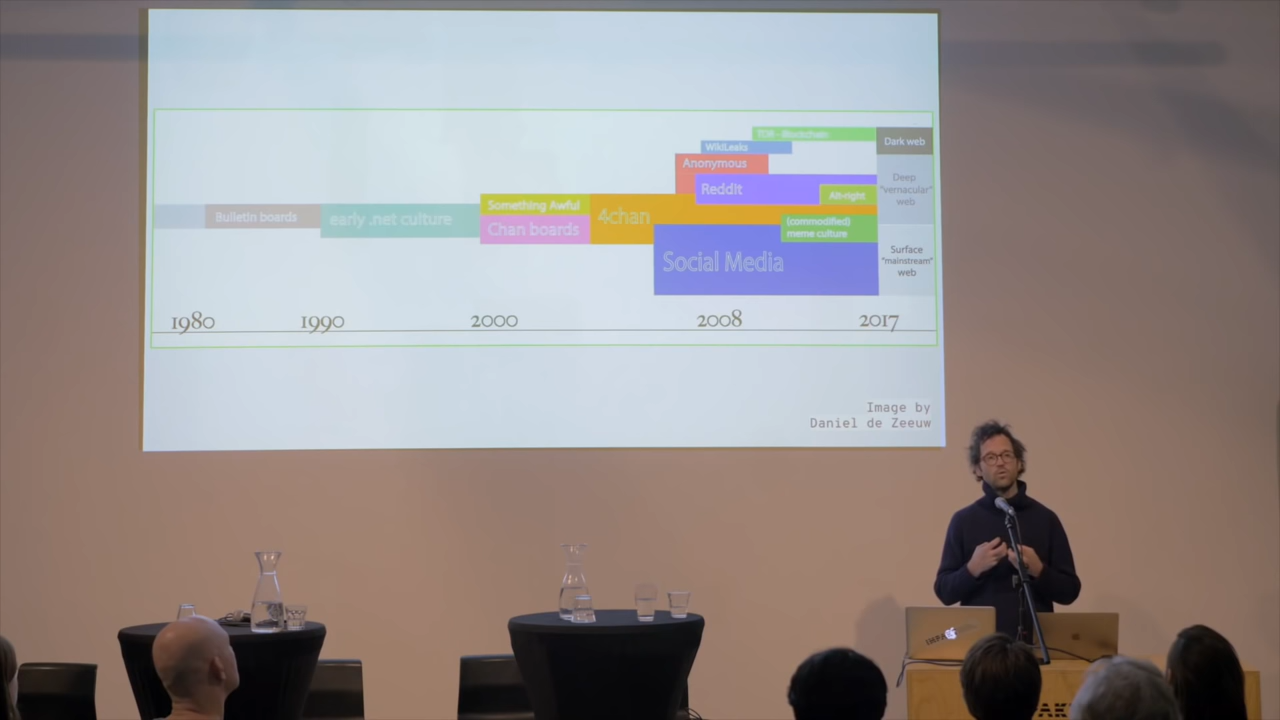 TOR - Blockchain
WikiLeaks
Dark web
Anonymous
Deep
"vernacular"
web
Reddit
Alt-right
Something Awful
4chan
Bulletin boards
early .net culture
Chan boards
(commodified)
meme culture
Social Media
Surface
"mainstream"
web
1980
1990
2000
2008
2017
Image by
Daniel de Zeeuw